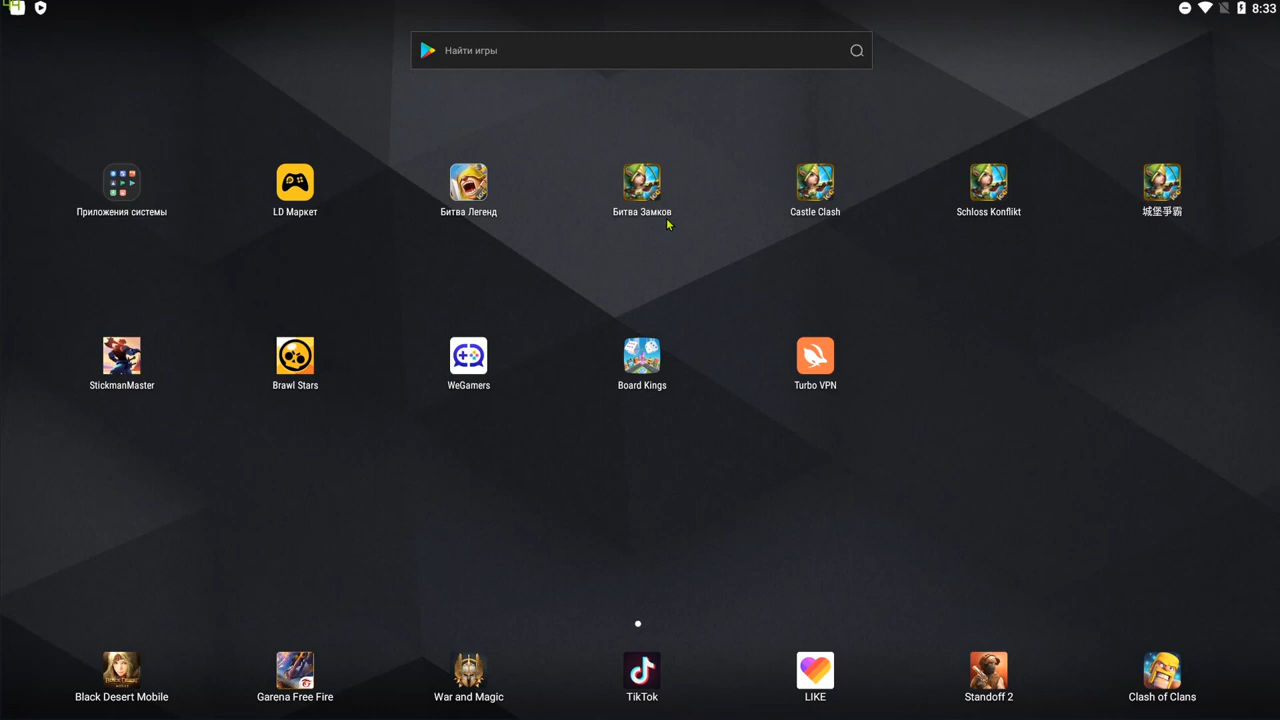 8:33
Найти игры
Приложения системы
LD Маркет
Битва Легенд
Битва Замков
Castle Clash
Schloss Konflikt
城堡爭霸
StickmanMaster
Brawl Stars
WeGamers
Board Kings
Turbo VPN
Black Desert Mobile
Garena Free Fire
War and Magic
TikTok
LIKE
Standoff 2
Clash of Clans